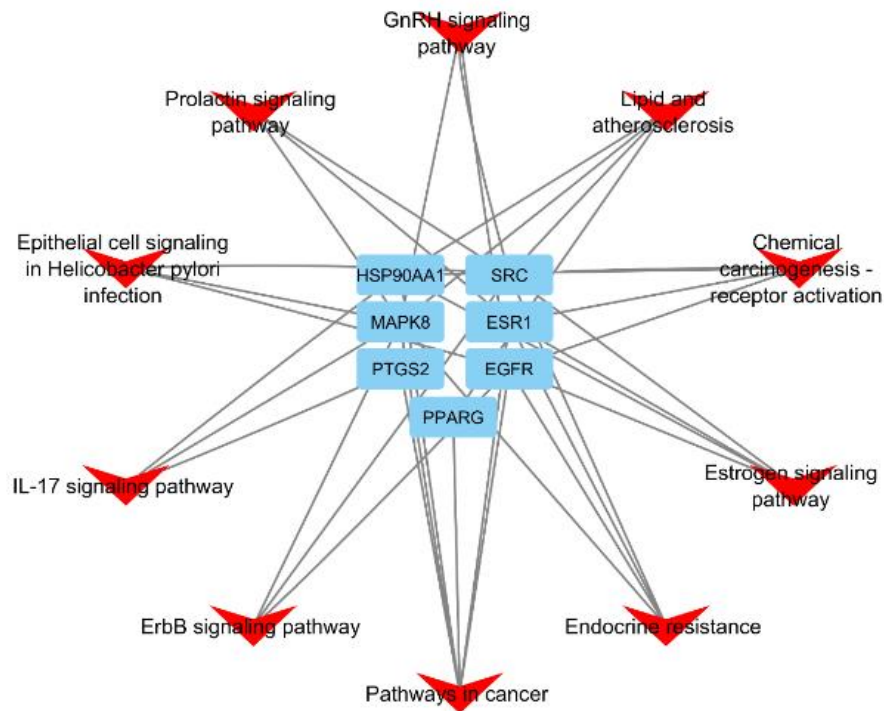 GnRH signaling
pathway
Prolactin signaling
pathway
Lipid and
atherosclerosis
Epithelial cell signaling
in Helicobacter pylori
infection
Chemical
carcinogenesis -
receptor activation
HSP90AA1
SRC
MAPK8
ESR1
PTGS2
EGFR
PPARG
IL-17 signaling pathway
Estrogen signaling
pathway
ErbB signaling pathway
Endocrine resistance
Pathways in cancer